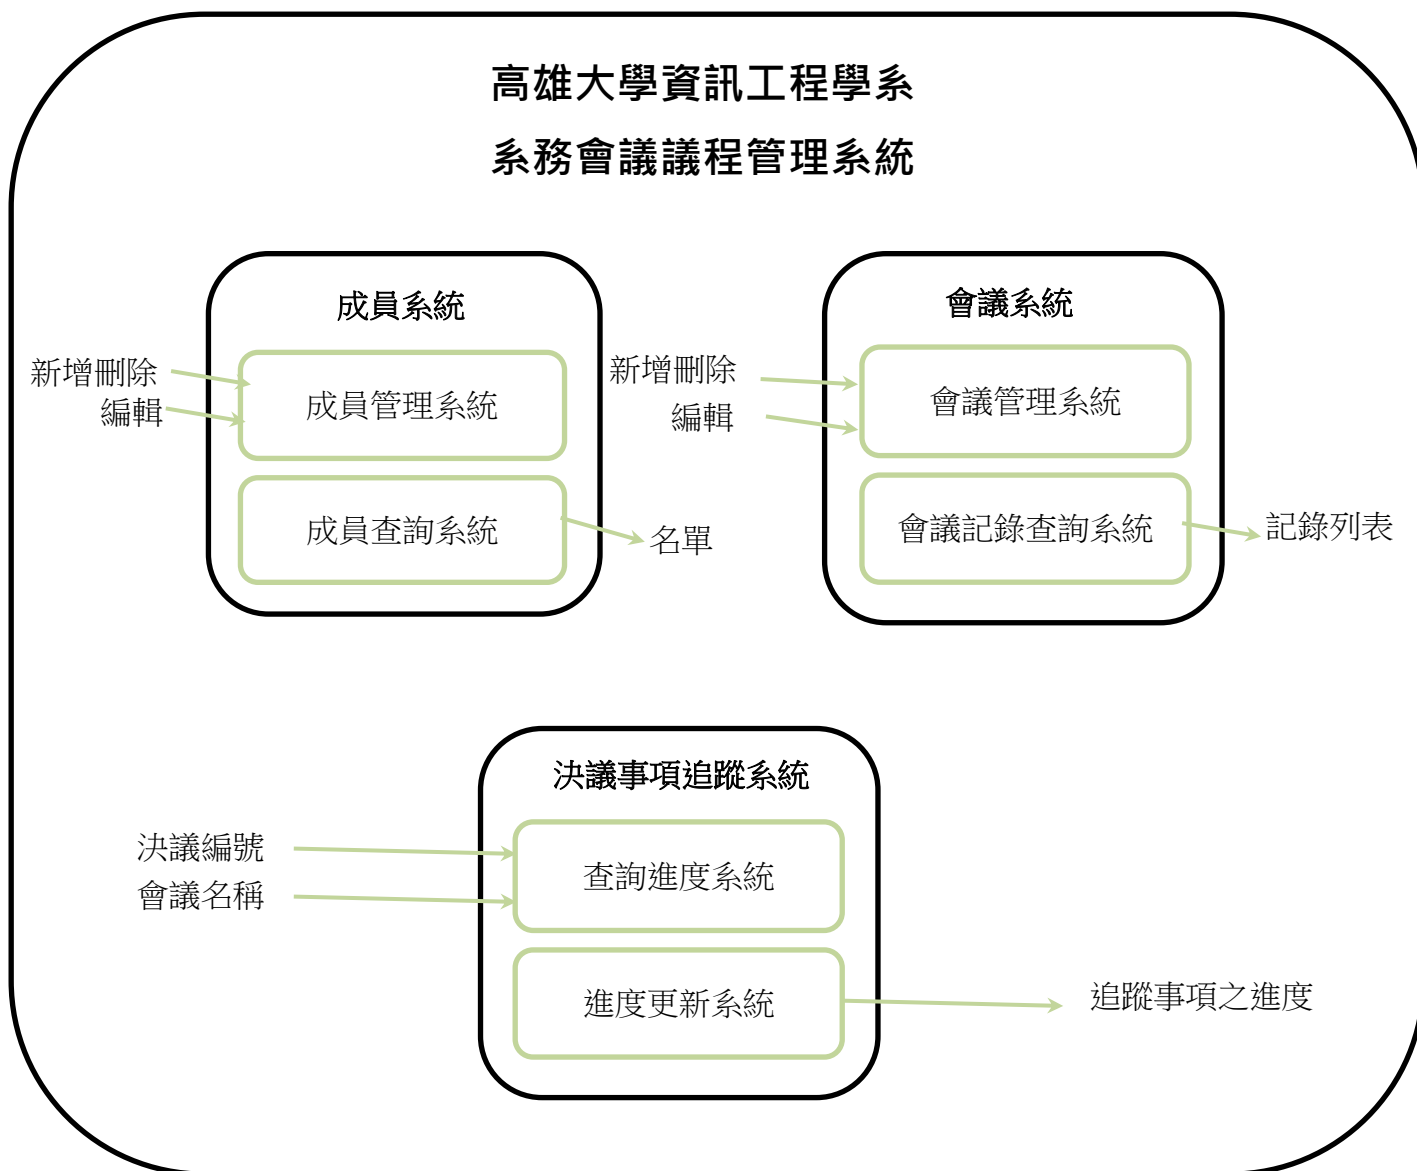 高雄大學資訊工程學系
系務會議議程管理系統
成員系統
新增刪除
編輯
成員管理系統
成員查詢系統
名單
會議系統
新增刪除
編輯
會議管理系統
會議記錄查詢系統
記錄列表
決議事項追蹤系統
決議編號
會議名稱
查詢進度系統
進度更新系統
追蹤事項之進度